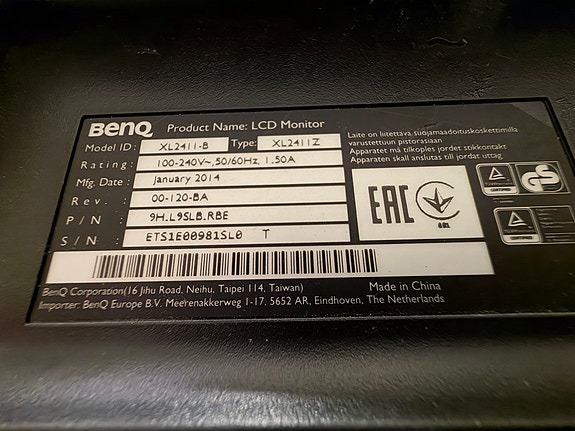 BenQ Product Name: LCD Monitor
Model ID: XL2411-B Type: XL2411Z
Rating: 100-240V~,50/60Hz, 1.50A
Mfg. Date: January 2014
Rev. : 00-120-BA
P / N : 9H.L9SLB.RBE
S / N : ETS1E00981SL0 T
Laite on liitettava suojamaadoituskoskettimilla
varustettuun pistorasiaan
Apparatet må tilkoples jordet stikkontakt
Apparaten skall anslutas till jordat uttag
EAC
GS
BenQ Corporation(16 Jihu Road, Neihu, Taipei 114, Taiwan) Made in China
Importer: BenQ Europe B.V. Meerenakkerweg 1-17, 5652 AR, Eindhoven, The Netherlands